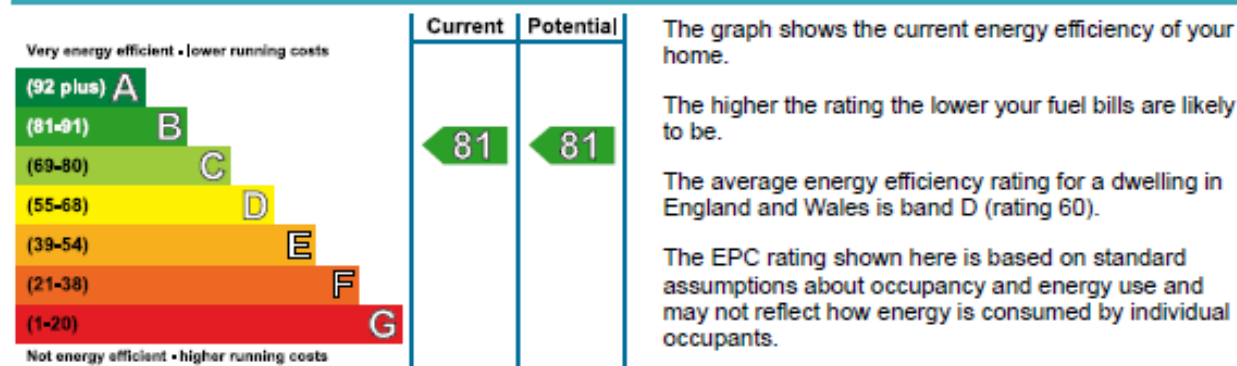 Current Potential
Very energy efficient - lower running costs
(92 plus) A
(81-91) B
(69-80) C
(55-68) D
(39-54) E
(21-38) F
(1-20) G
Not energy efficient - higher running costs
81 81
The graph shows the current energy efficiency of your
home.
The higher the rating the lower your fuel bills are likely
to be.
The average energy efficiency rating for a dwelling in
England and Wales is band D (rating 60).
The EPC rating shown here is based on standard
assumptions about occupancy and energy use and
may not reflect how energy is consumed by individual
occupants.